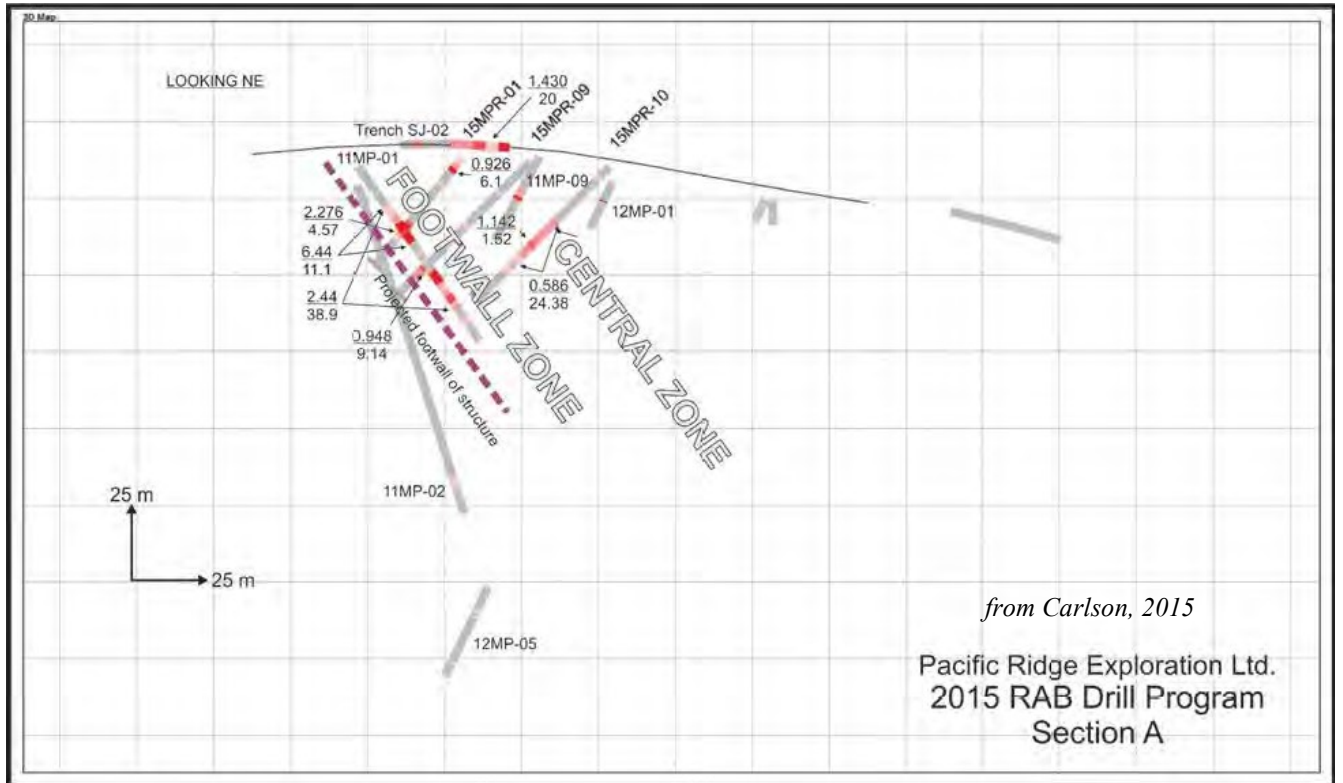 3D Map
LOOKING NE
1.430
20
15MPR-01
15MPR-09
15MPR-10
Trench SJ-02
11MP-01
0.926
6.1
11MP-09
12MP-01
FOOTWALL ZONE
CENTRAL ZONE
2.276
4.57
6.44
11.1
2.44
38.9
0.948
9.14
1.142
1.52
0.586
24.38
Projected footwall of structure
11MP-02
25 m
25 m
12MP-05
from Carlson, 2015
Pacific Ridge Exploration Ltd.
2015 RAB Drill Program
Section A